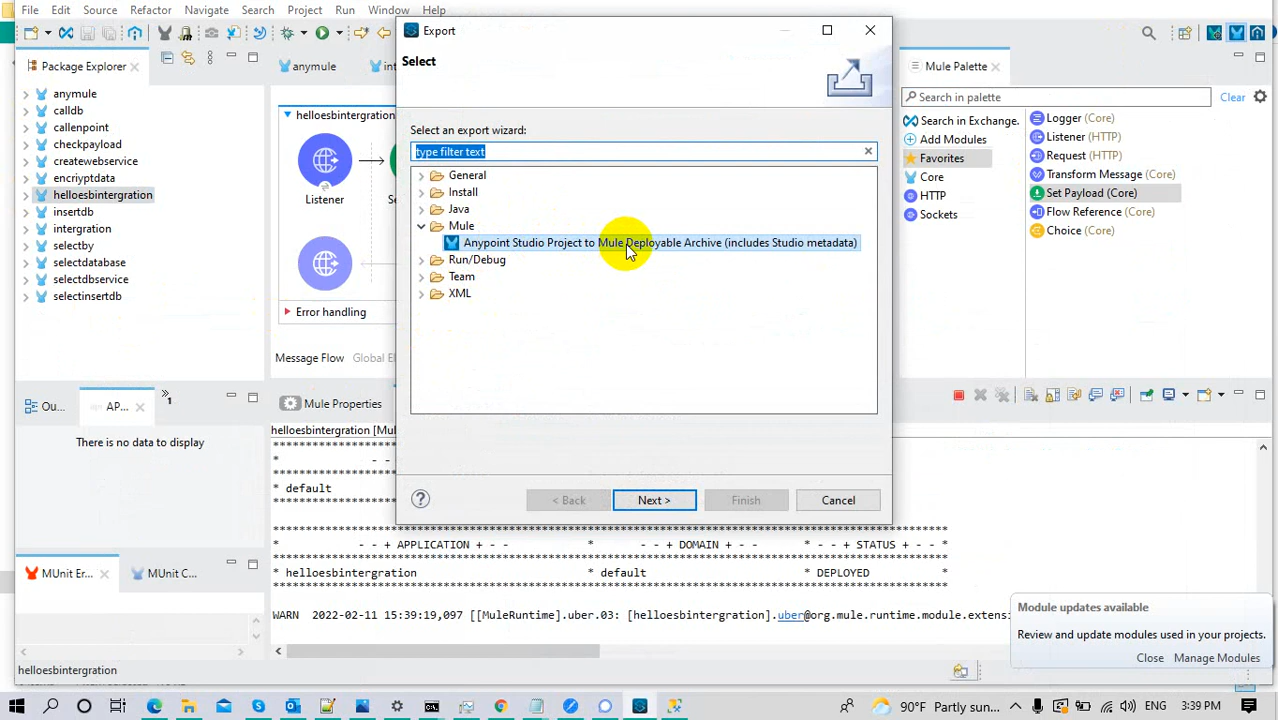 File
Edit
Source
Refactor
Navigate
Search
Project
Run
Window
Help
Package Explorer
anymule
calldb
callenpoint
checkpayload
createwebservice
encryptdata
helloesbintergration
insertdb
intergration
selectby
selectdatabase
selectdbservice
selectinsertdb
anymule
helloesbintergration
Listener
Error handling
Message Flow
Export
Select
Select an export wizard:
type filter text
General
Install
Java
Mule
Anypoint Studio Project to Mule Deployable Archive (includes Studio metadata)
Run/Debug
Team
XML
< Back
Next >
Finish
Cancel
Mule Palette
Search in palette
Clear
Search in Exchange.
Add Modules
Favorites
Core
HTTP
Sockets
Logger (Core)
Listener (HTTP)
Request (HTTP)
Transform Message (Core)
Set Payload (Core)
Flow Reference (Core)
Choice (Core)
Ou...
AP...
»1
There is no data to display
MUnit Er...
MUnit C...
Mule Properties
helloesbintergration [Mul
*******************
* - -
*******************
* default
*******************
* - - + APPLICATION + - - * - - + DOMAIN + - - * - - + STATUS + - - *
* helloesbintergration * default * DEPLOYED *
WARN 2022-02-11 15:39:19,097 [[MuleRuntime].uber.03: [helloesbintergration].uber@org.mule.runtime.module.extensi
Module updates available
Review and update modules used in your projects.
Close
Manage Modules
helloesbintergration
90°F Partly sun...
ENG
3:39 PM